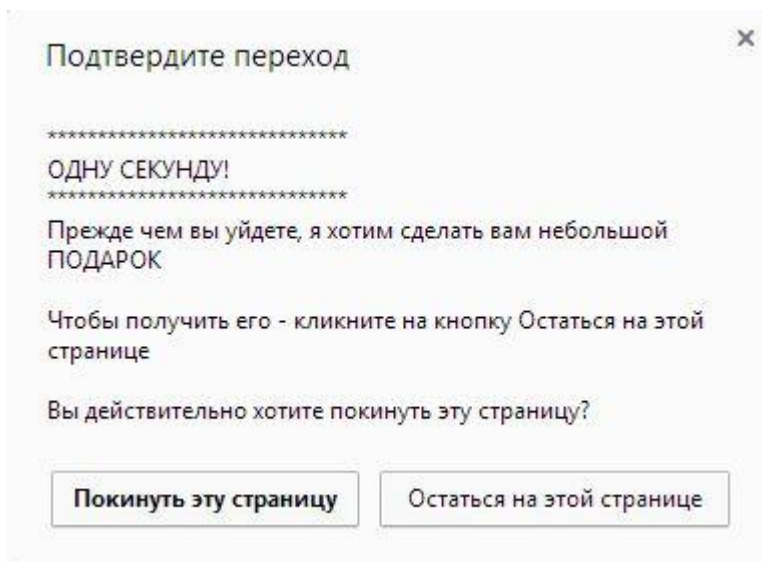 Подтвердите переход
******************************
ОДНУ СЕКУНДУ!
******************************
Прежде чем вы уйдете, я хотим сделать вам небольшой
ПОДАРОК
Чтобы получить его - кликните на кнопку Остаться на этой
странице
Вы действительно хотите покинуть эту страницу?
Покинуть эту страницу
Остаться на этой странице